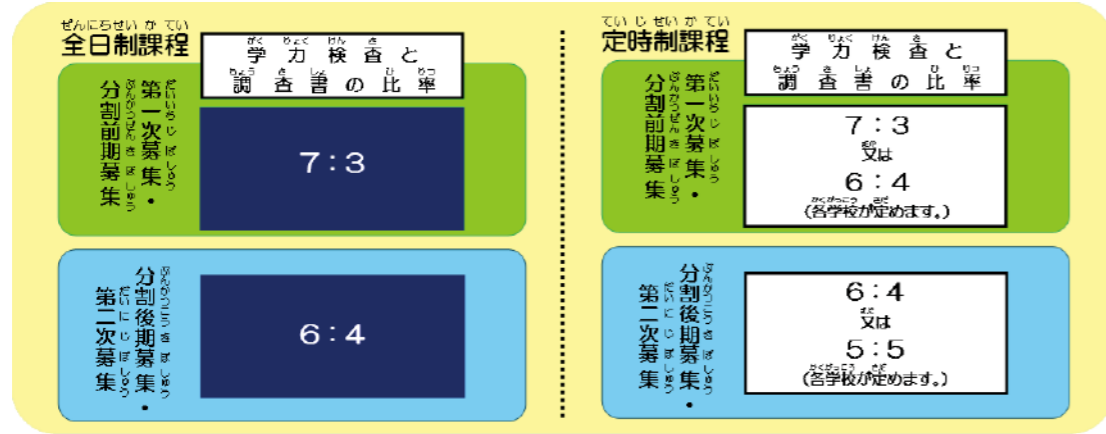 全日制課程
学力検査と
調査書の比率
第一次募集・
分割前期募集
7:3
分割後期募集・
第二次募集
6:4
定時制課程
学力検査と
調査書の比率
第一次募集・
分割前期募集
7:3
又は
6:4
(各学校が定めます。)
分割後期募集・
第二次募集
6:4
又は
5:5
(各学校が定めます。)